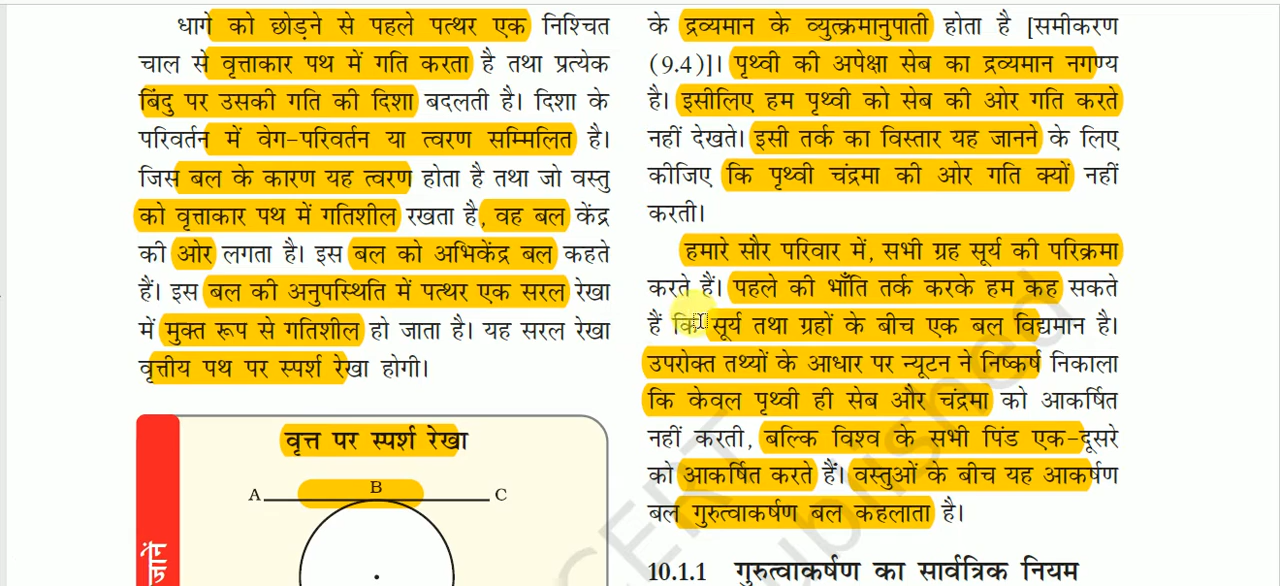 धागे को छोड़ने से पहले पत्थर एक निश्चित
चाल से वृत्ताकार पथ में गति करता है तथा प्रत्येक
बिंदु पर उसकी गति की दिशा बदलती है। दिशा के
परिवर्तन में वेग-परिवर्तन या त्वरण सम्मिलित है।
जिस बल के कारण यह त्वरण होता है तथा जो वस्तु
को वृत्ताकार पथ में गतिशील रखता है, वह बल केंद्र
की ओर लगता है। इस बल को अभिकेंद्र बल कहते
हैं। इस बल की अनुपस्थिति में पत्थर एक सरल रेखा
में मुक्त रूप से गतिशील हो जाता है। यह सरल रेखा
वृत्तीय पथ पर स्पर्श रेखा होगी।
वृत्त पर स्पर्श रेखा
A B C
जानें
के द्रव्यमान के व्युत्क्रमानुपाती होता है [समीकरण
(9.4)]। पृथ्वी की अपेक्षा सेब का द्रव्यमान नगण्य
है। इसीलिए हम पृथ्वी को सेब की ओर गति करते
नहीं देखते। इसी तर्क का विस्तार यह जानने के लिए
कीजिए कि पृथ्वी चंद्रमा की ओर गति क्यों नहीं
करती।
हमारे सौर परिवार में, सभी ग्रह सूर्य की परिक्रमा
करते हैं। पहले की भाँति तर्क करके हम कह सकते
हैं कि सूर्य तथा ग्रहों के बीच एक बल विद्यमान है।
उपरोक्त तथ्यों के आधार पर न्यूटन ने निष्कर्ष निकाला
कि केवल पृथ्वी ही सेब और चंद्रमा को आकर्षित
नहीं करती, बल्कि विश्व के सभी पिंड एक-दूसरे
को आकर्षित करते हैं। वस्तुओं के बीच यह आकर्षण
बल गुरुत्वाकर्षण बल कहलाता है।
10.1.1 गुरुत्वाकर्षण का सार्वत्रिक नियम